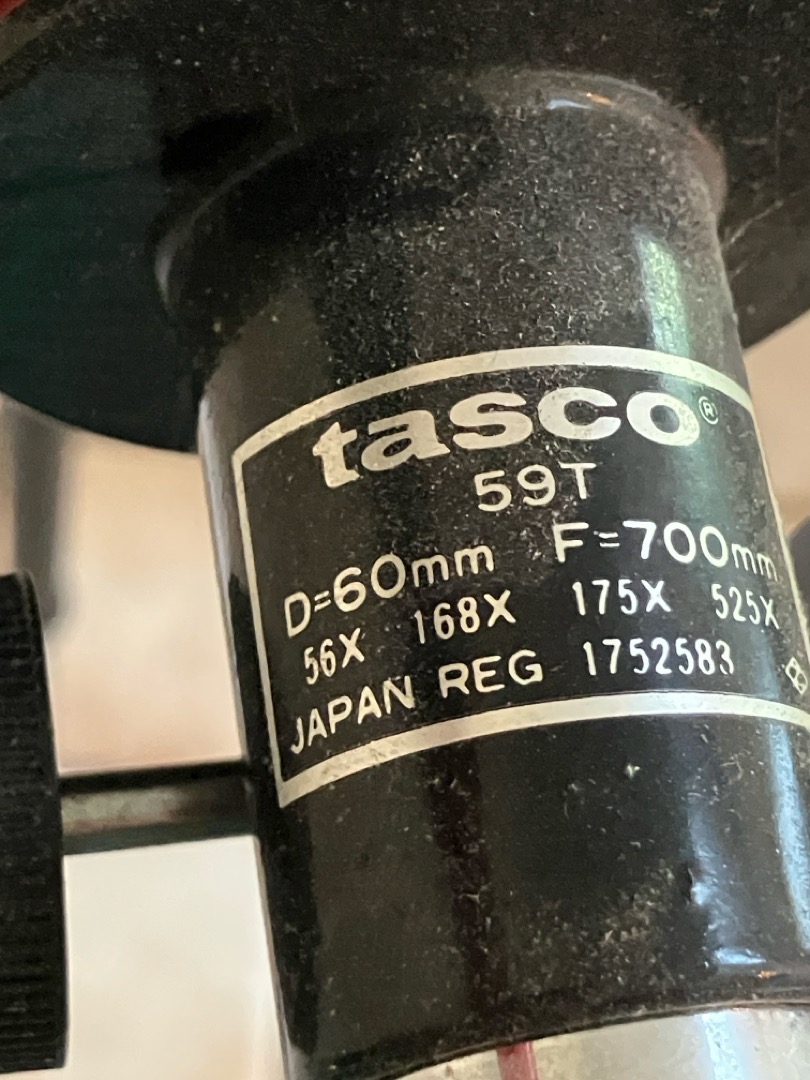 tasco®
59T
D=60mm F=700mm
56X 168X 175X 525X
JAPAN REG 1752583